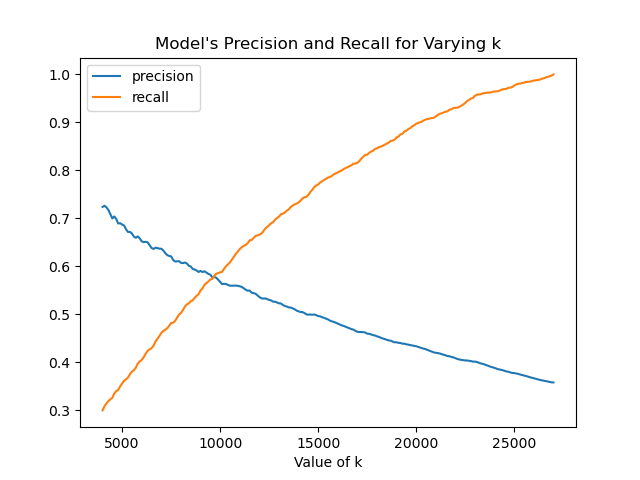 Model's Precision and Recall for Varying k
precision
recall
1.0
0.9
0.8
0.7
0.6
0.5
0.4
0.3
5000 10000 15000 20000 25000
Value of k